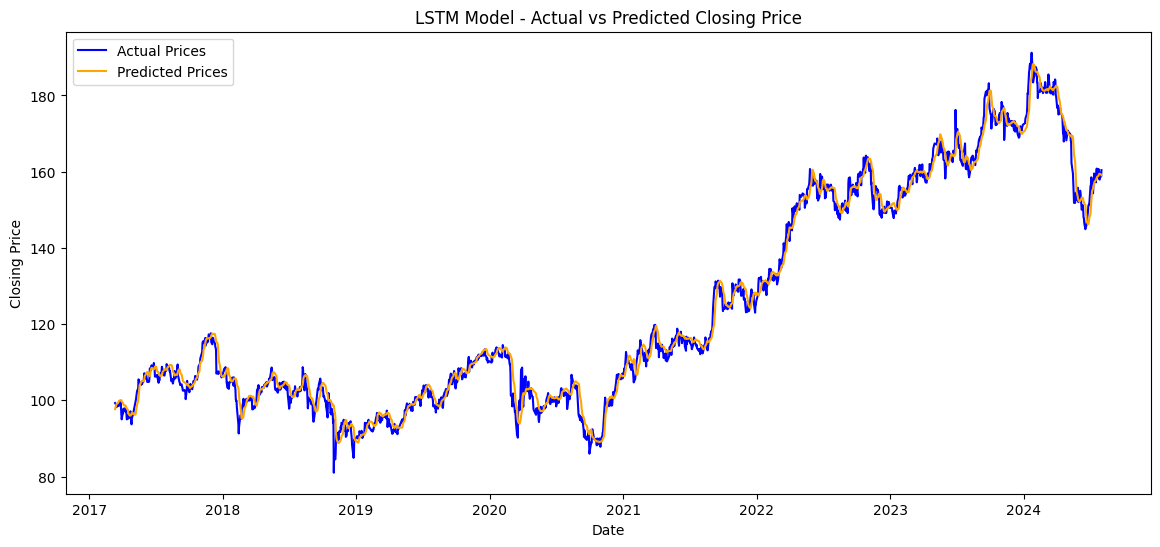 LSTM Model - Actual vs Predicted Closing Price
Actual Prices
Predicted Prices
Closing Price
180
160
140
120
100
80
2017 2018 2019 2020 2021 2022 2023 2024
Date